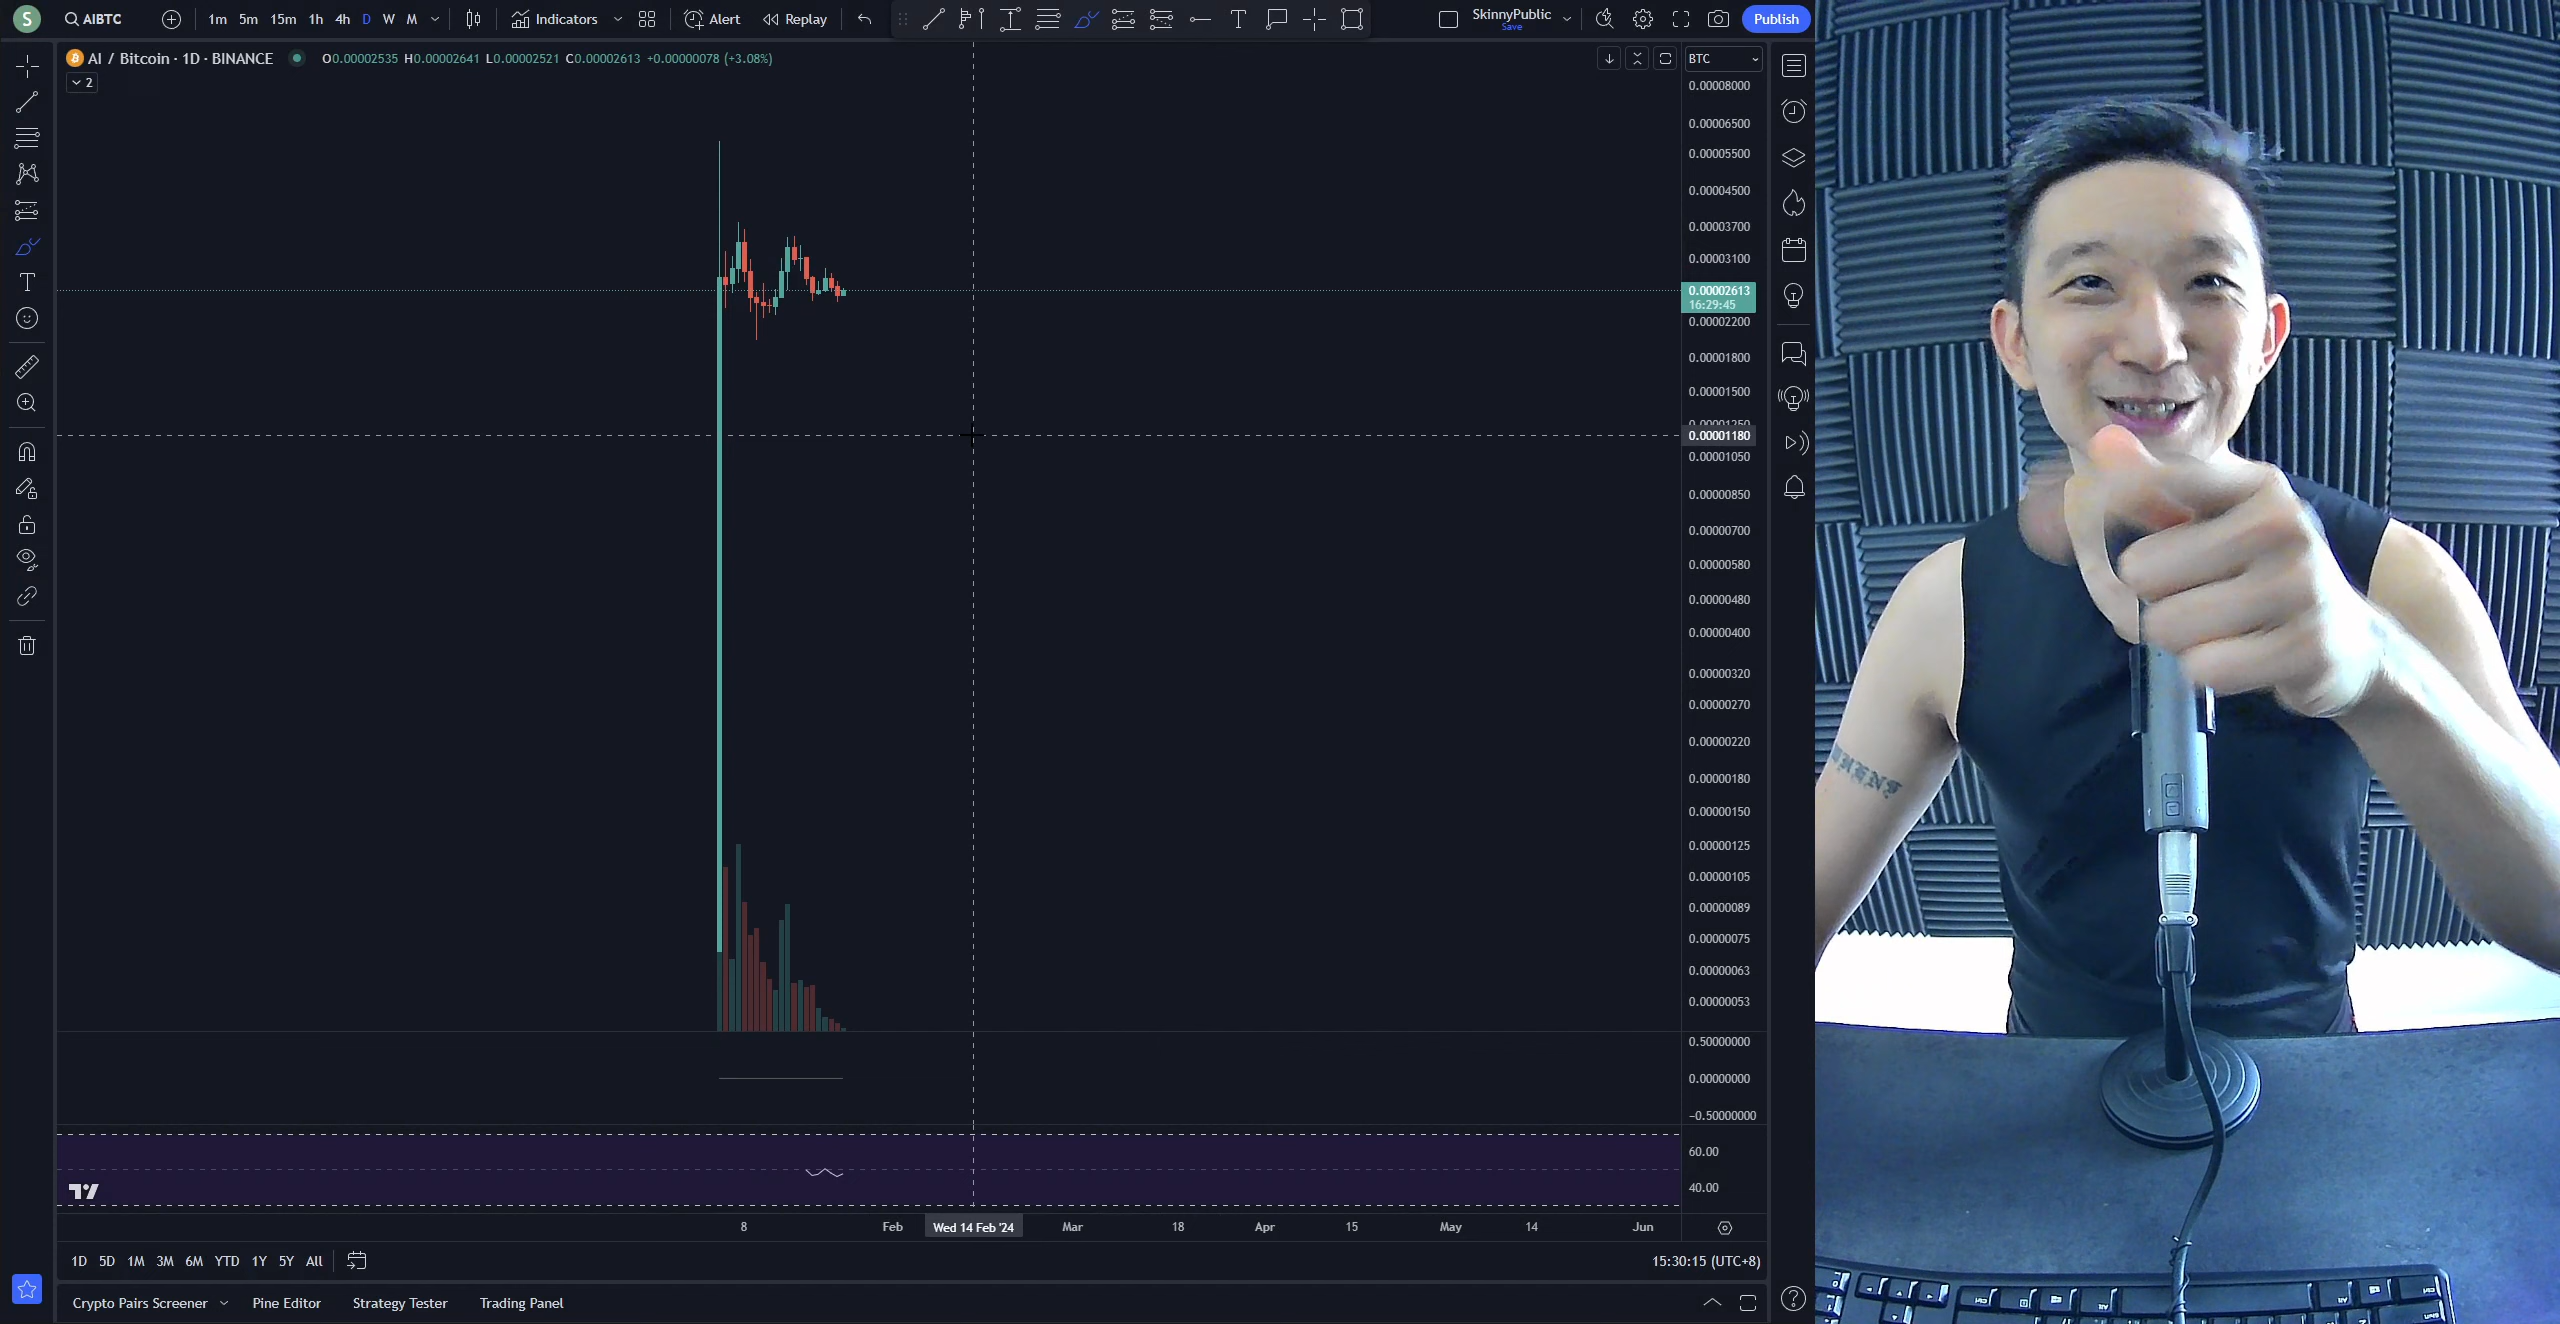 S
AIBTC
1m 5m 15m 1h 4h D W M
Indicators
Alert
Replay
SkinnyPublic
Save
Publish
AI / Bitcoin · 1D · BINANCE
O0.00002535 H0.00002641 L0.00002521 C0.00002613 +0.00000078 (+3.08%)
2
BTC
0.00008000
0.00006500
0.00005500
0.00004500
0.00003700
0.00003100
0.00002613
16:29:45
0.00002200
0.00001800
0.00001500
0.00001250
0.00001180
0.00001050
0.00000850
0.00000700
0.00000580
0.00000480
0.00000400
0.00000320
0.00000270
0.00000220
0.00000180
0.00000150
0.00000125
0.00000105
0.00000089
0.00000075
0.00000063
0.00000053
0.50000000
0.00000000
−0.50000000
60.00
40.00
8 Feb Wed 14 Feb '24 Mar 18 Apr 15 May 14 Jun
1D 5D 1M 3M 6M YTD 1Y 5Y All
15:30:15 (UTC+8)
Crypto Pairs Screener Pine Editor Strategy Tester Trading Panel